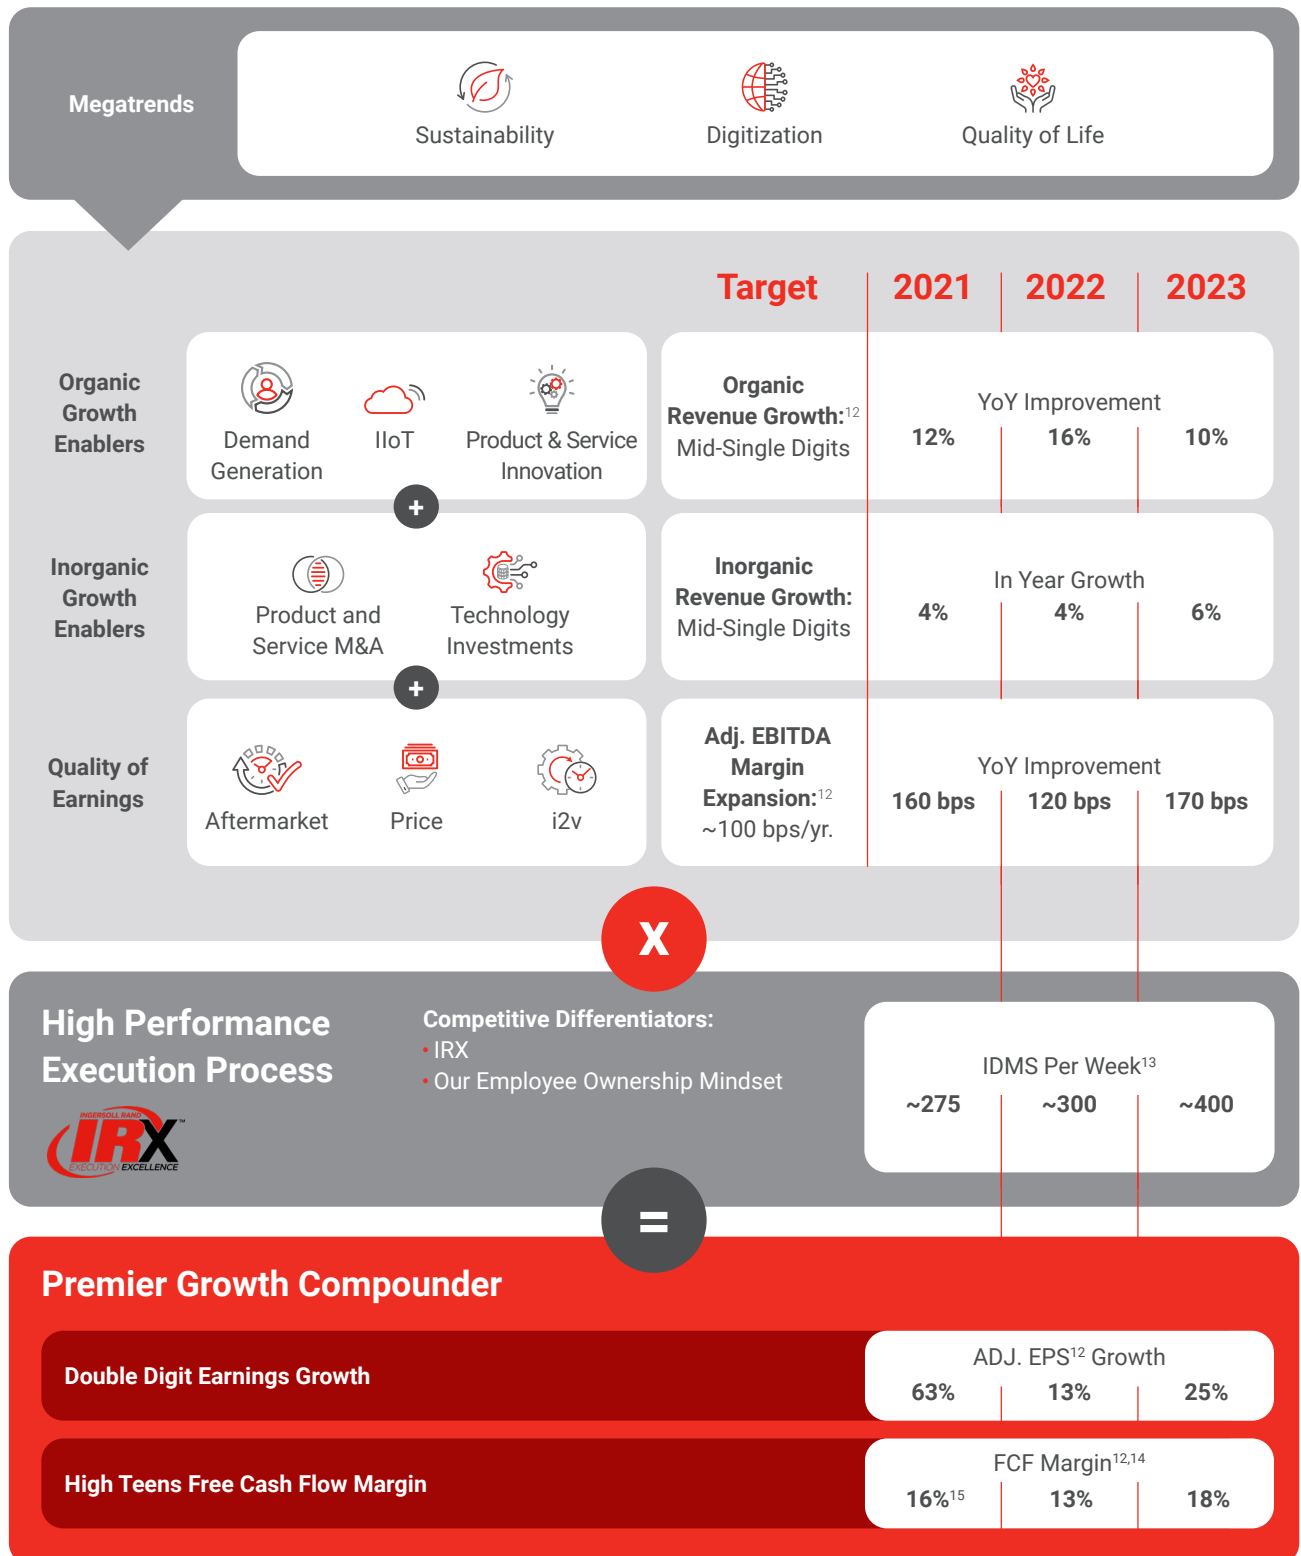 Megatrends
Sustainability
Digitization
Quality of Life
Target
2021
2022
2023
Organic
Growth
Enablers
Demand
Generation
IIoT
Product & Service
Innovation
Organic
Revenue Growth:12
Mid-Single Digits
YoY Improvement
12%
16%
10%
+
Inorganic
Growth
Enablers
Product and
Service M&A
Technology
Investments
Inorganic
Revenue Growth:
Mid-Single Digits
In Year Growth
4%
4%
6%
+
Quality of
Earnings
Aftermarket
Price
i2v
Adj. EBITDA
Margin
Expansion:12
~100 bps/yr.
YoY Improvement
160 bps
120 bps
170 bps
X
High Performance
Execution Process
INGERSOLL RAND
IRX™
EXECUTION EXCELLENCE
Competitive Differentiators:
• IRX
• Our Employee Ownership Mindset
IDMS Per Week13
~275
~300
~400
=
Premier Growth Compounder
Double Digit Earnings Growth
ADJ. EPS12 Growth
63%
13%
25%
High Teens Free Cash Flow Margin
FCF Margin12,14
16%15
13%
18%